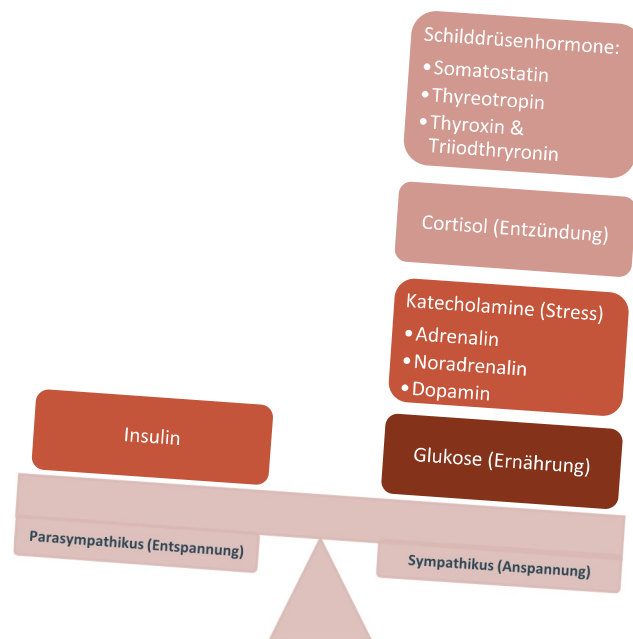 Schilddrüsenhormone:
• Somatostatin
• Thyreotropin
• Thyroxin &
Triiodthryronin
Cortisol (Entzündung)
Katecholamine (Stress)
• Adrenalin
• Noradrenalin
• Dopamin
Insulin
Glukose (Ernährung)
Parasympathikus (Entspannung)
Sympathikus (Anspannung)